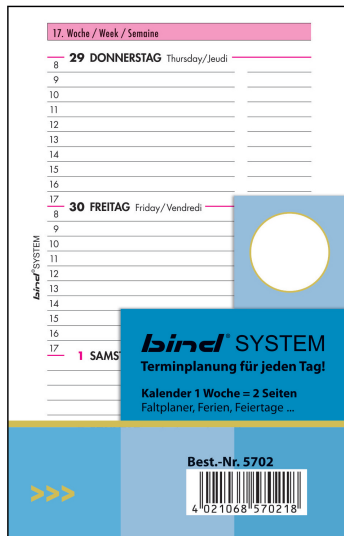 17. Woche / Week / Semaine
29 DONNERSTAG Thursday/Jeudi
8
9
10
11
12
13
14
15
16
17
30 FREITAG Friday/Vendredi
8
9
10
11
12
13
14
15
16
17
1 SAMST
bind® SYSTEM
bind® SYSTEM
Terminplanung für jeden Tag!
Kalender 1 Woche = 2 Seiten
Faltplaner, Ferien, Feiertage ...
>>>
Best.-Nr. 5702
4 021068 570218